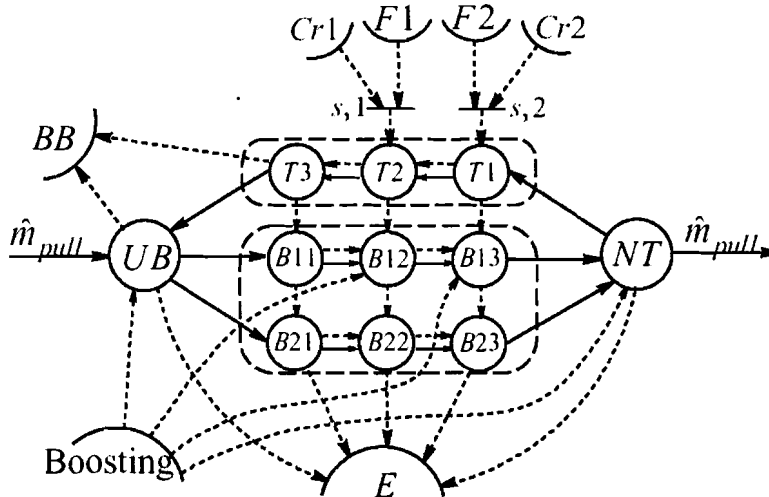 Cr1 F1 F2 Cr2
s,1 s,2
BB
T3 T2 T1
m̂pull UB B11 B12 B13 NT m̂pull
B21 B22 B23
Boosting
E